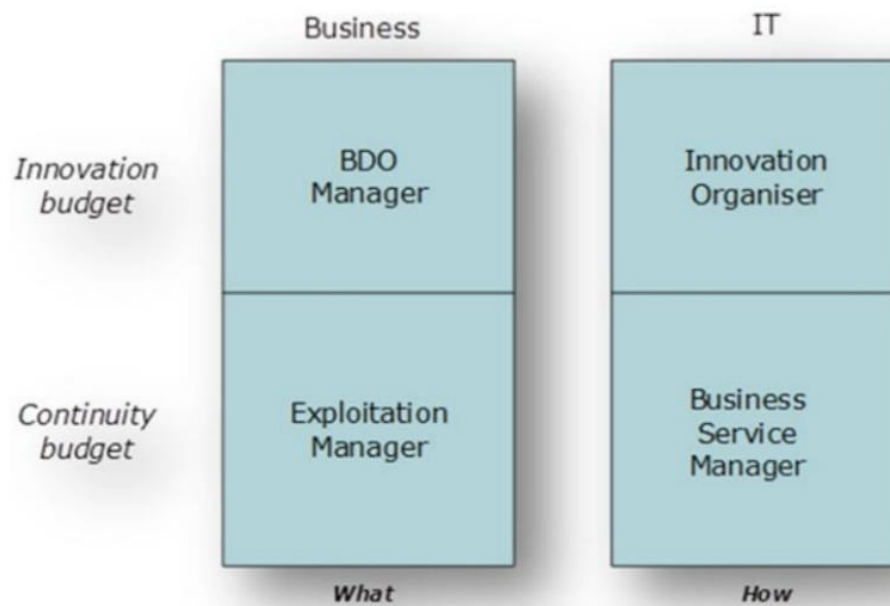 Business
IT
Innovation
budget
BDO
Manager
Innovation
Organiser
Continuity
budget
Exploitation
Manager
Business
Service
Manager
What
How